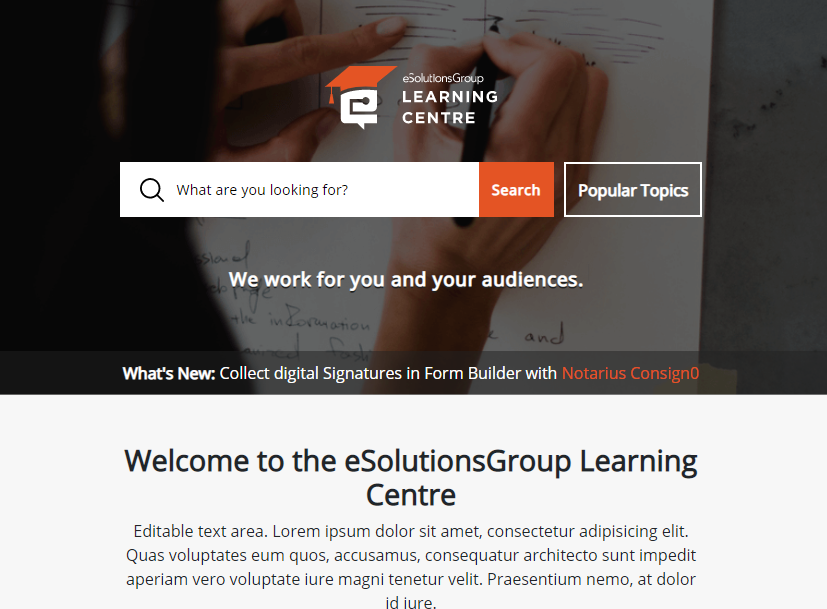 eSolutionsGroup
LEARNING
CENTRE
What are you looking for?
Search
Popular Topics
We work for you and your audiences.
the information
and
What's New: Collect digital Signatures in Form Builder with Notarius Consign0
Welcome to the eSolutionsGroup Learning
Centre
Editable text area. Lorem ipsum dolor sit amet, consectetur adipisicing elit.
Quas voluptates eum quos, accusamus, consequatur architecto sunt impedit
aperiam vero voluptate iure magni tenetur velit. Praesentium nemo, at dolor
id iure.